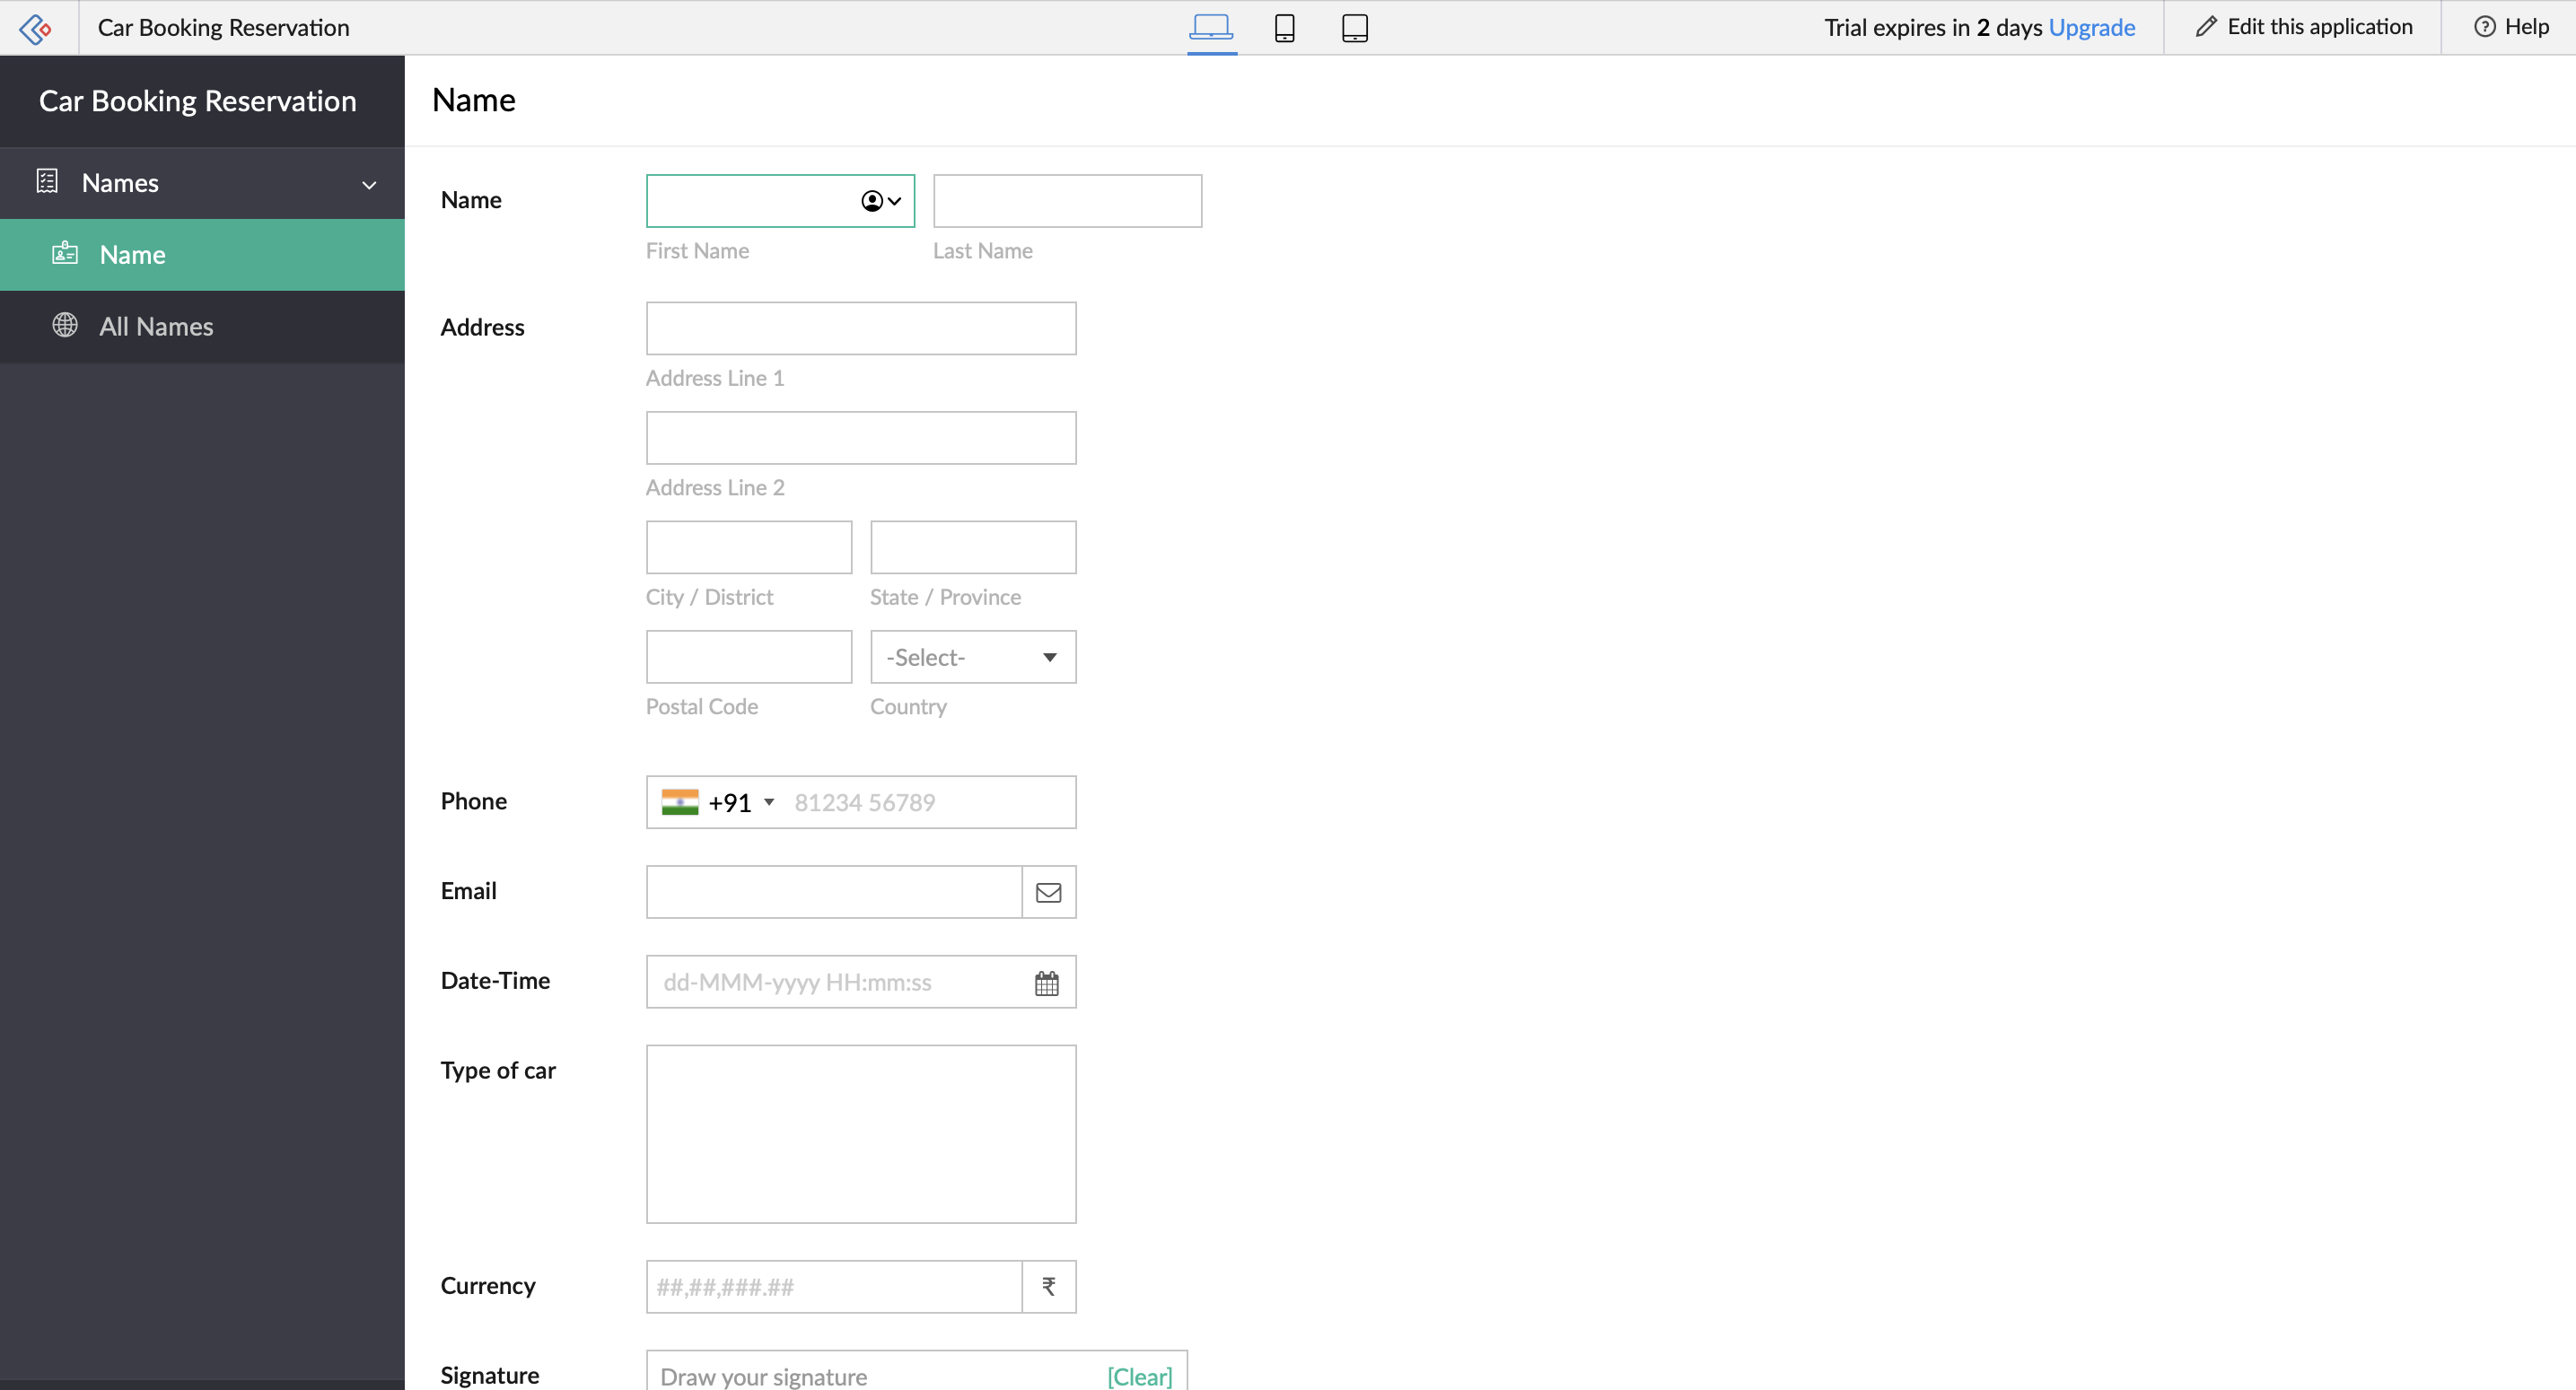 Car Booking Reservation
Trial expires in 2 days Upgrade
Edit this application
Help
Car Booking Reservation
Names
Name
All Names
Name
Name
First Name
Last Name
Address
Address Line 1
Address Line 2
City / District
State / Province
-Select-
Postal Code
Country
Phone
+91
81234 56789
Email
Date-Time
dd-MMM-yyyy HH:mm:ss
Type of car
Currency
##,##,###.##
₹
Signature
Draw your signature
[Clear]